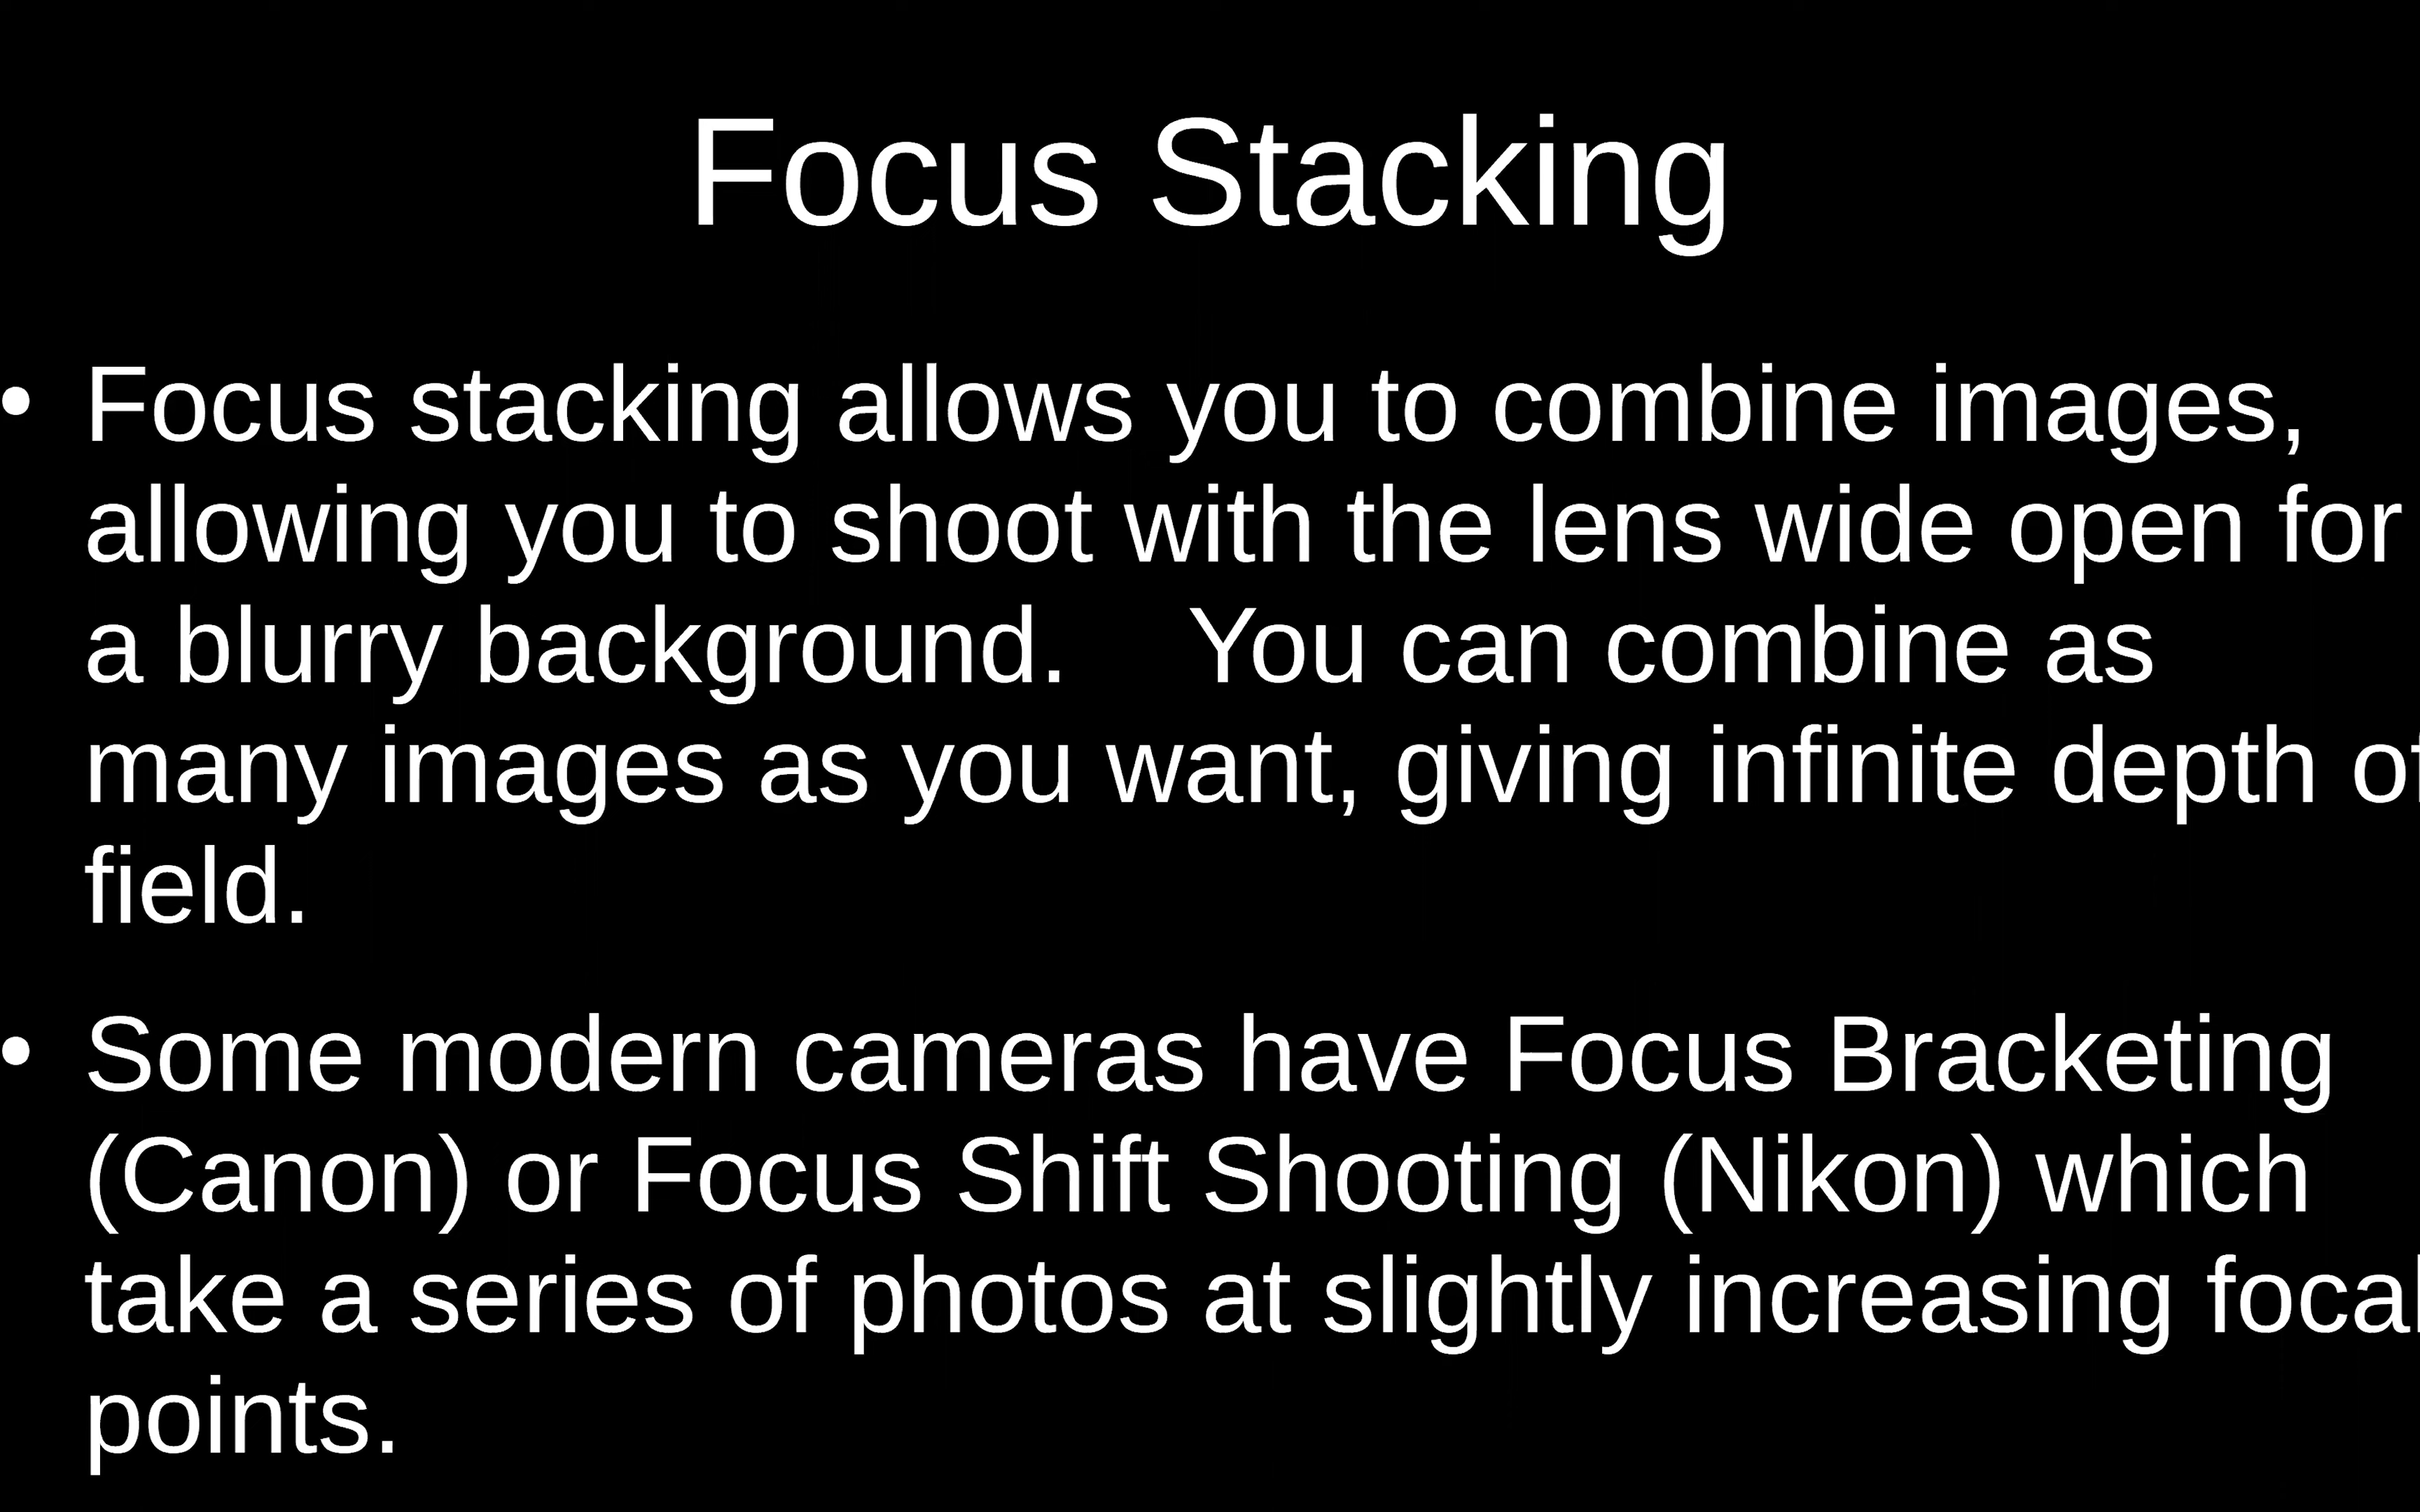 Focus Stacking
• Focus stacking allows you to combine images,
allowing you to shoot with the lens wide open for
a blurry background.   You can combine as
many images as you want, giving infinite depth of
field.
• Some modern cameras have Focus Bracketing
(Canon) or Focus Shift Shooting (Nikon) which
take a series of photos at slightly increasing focal
points.